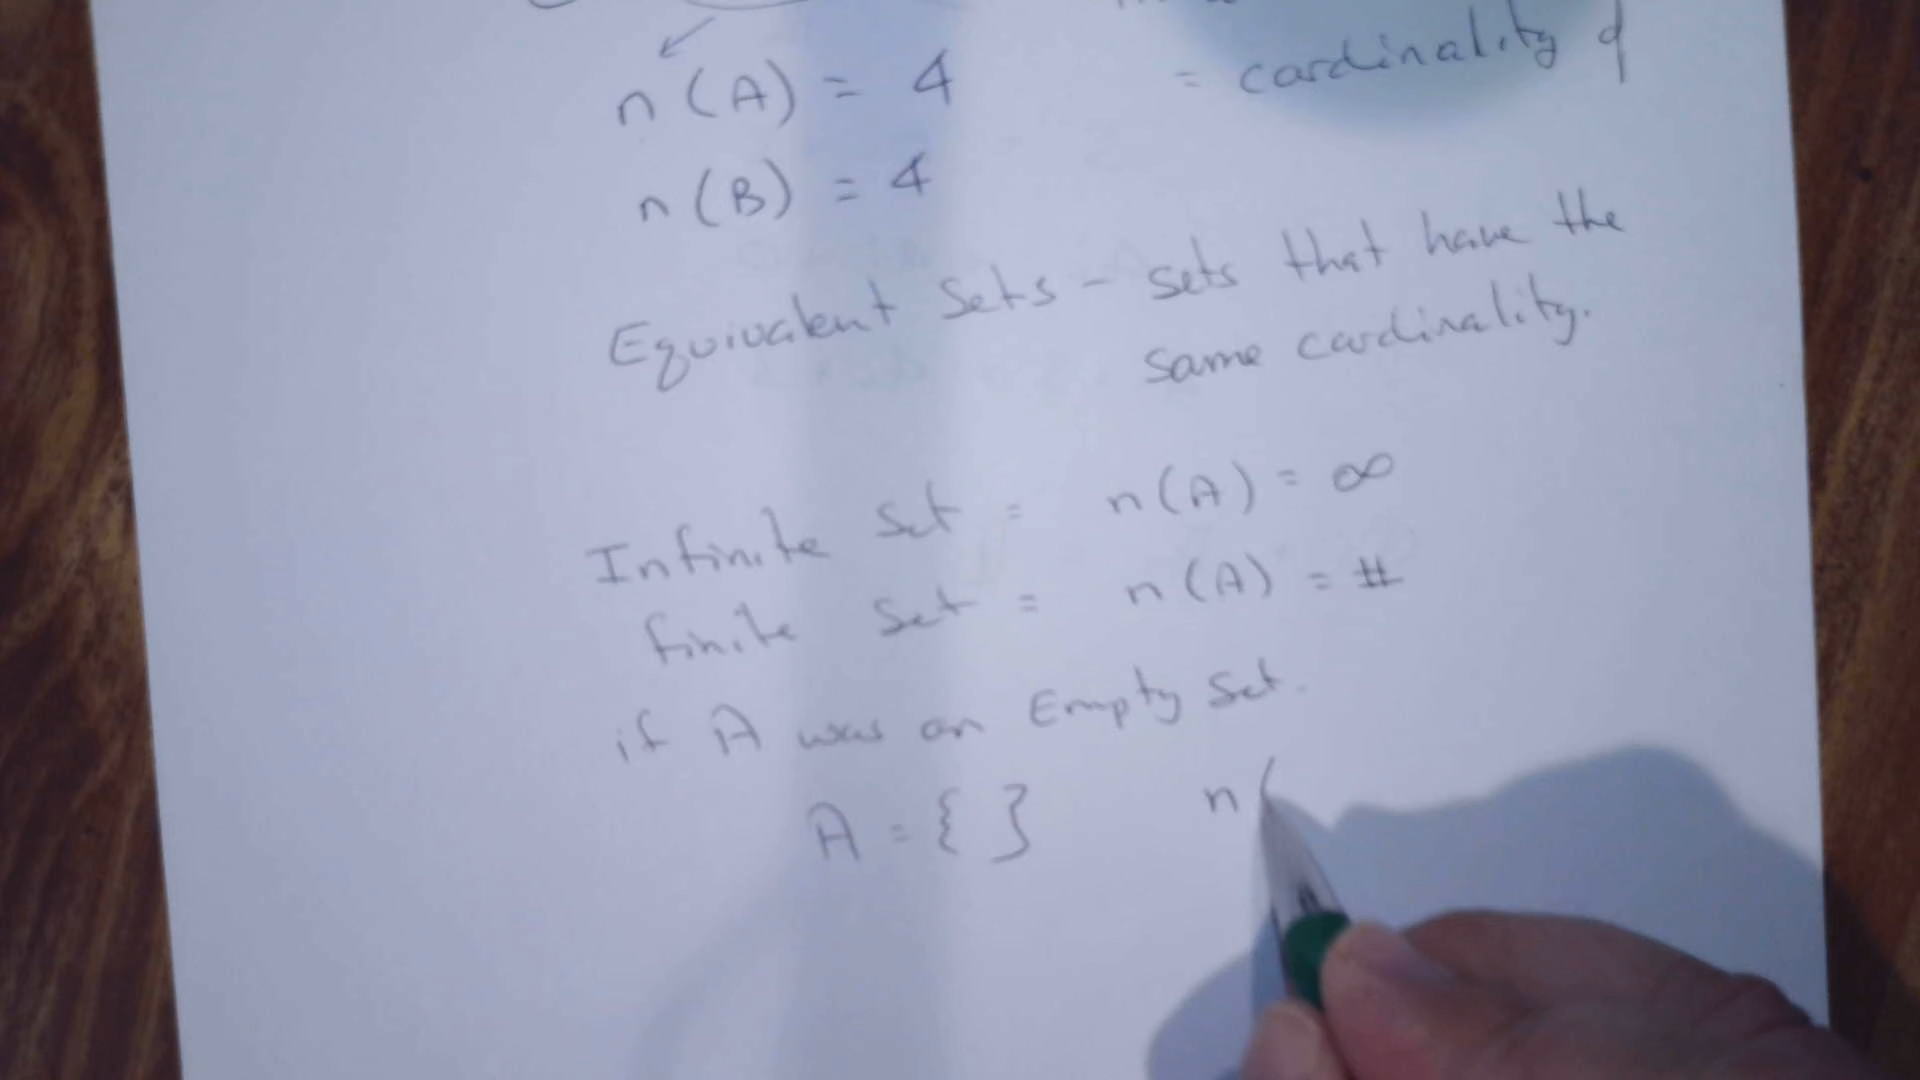 n(A) = 4
= cardinality of
n(B) = 4
Equivalent Sets - sets that have the
same cardinality.
Infinite Set = n(A) = ∞
finite Set = n(A) = #
if A was an Empty Set.
A = { } n(